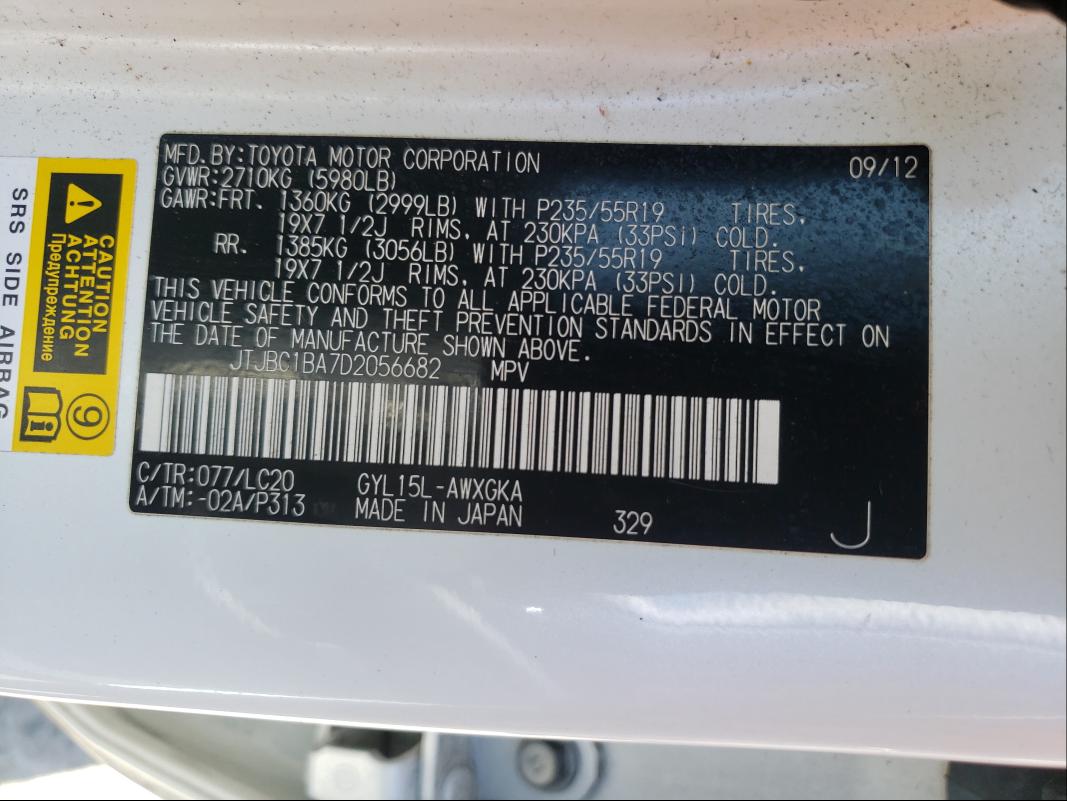 MFD.BY:TOYOTA MOTOR CORPORATION 09/12
GVWR:2710KG (5980LB)
GAWR:FRT. 1360KG (2999LB) WITH P235/55R19 TIRES,
19X7 1/2J RIMS, AT 230KPA (33PSI) COLD.
RR. 1385KG (3056LB) WITH P235/55R19 TIRES,
19X7 1/2J RIMS, AT 230KPA (33PSI) COLD.
THIS VEHICLE CONFORMS TO ALL APPLICABLE FEDERAL MOTOR
VEHICLE SAFETY AND THEFT PREVENTION STANDARDS IN EFFECT ON
THE DATE OF MANUFACTURE SHOWN ABOVE.
JTJBC1BA7D2056682 MPV
C/TR:077/LC20 GYL15L-AWXGKA
A/TM:-02A/P313 MADE IN JAPAN 329 J
CAUTION
ATTENTION
ACHTUNG
Предупреждение
9
SRS SIDE AIRBAG